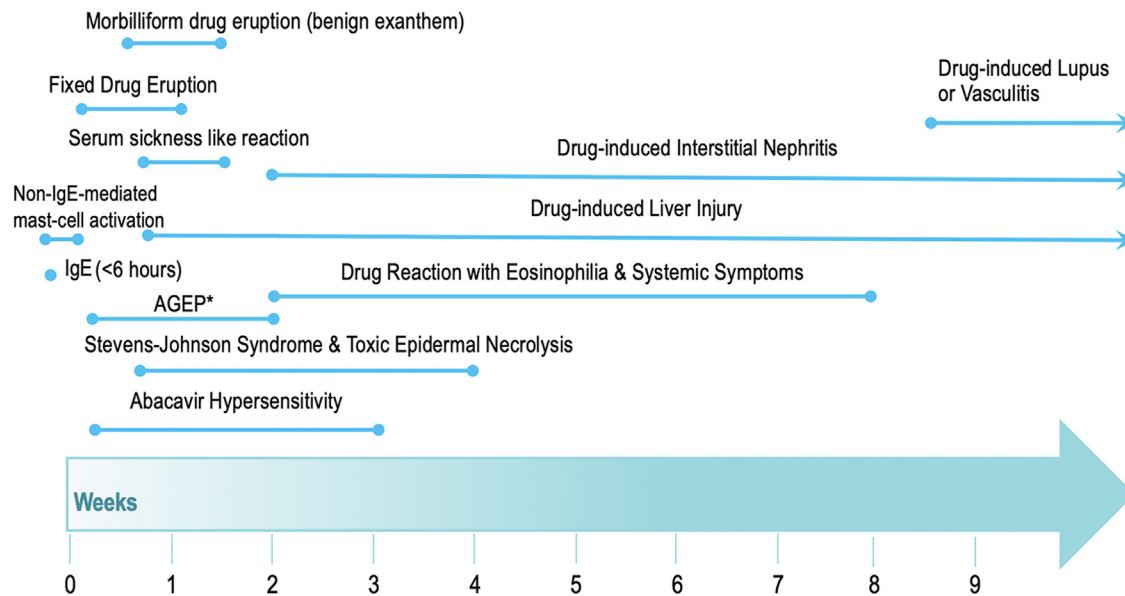 Morbilliform drug eruption (benign exanthem)
Fixed Drug Eruption
Drug-induced Lupus
or Vasculitis
Serum sickness like reaction
Drug-induced Interstitial Nephritis
Non-IgE-mediated
mast-cell activation
Drug-induced Liver Injury
IgE (<6 hours)
Drug Reaction with Eosinophilia & Systemic Symptoms
AGEP*
Stevens-Johnson Syndrome & Toxic Epidermal Necrolysis
Abacavir Hypersensitivity
Weeks
0 1 2 3 4 5 6 7 8 9